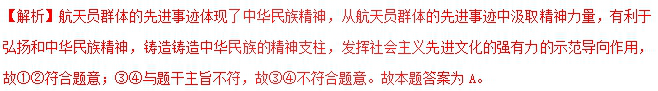 【解析】航天员群体的先进事迹体现了中华民族精神，从航天员群体的先进事迹中汲取精神力量，有利于
弘扬和中华民族精神，铸造铸造中华民族的精神支柱，发挥社会主义先进文化的强有力的示范导向作用，
故①②符合题意；③④与题干主旨不符，故③④不符合题意。故本题答案为 A。